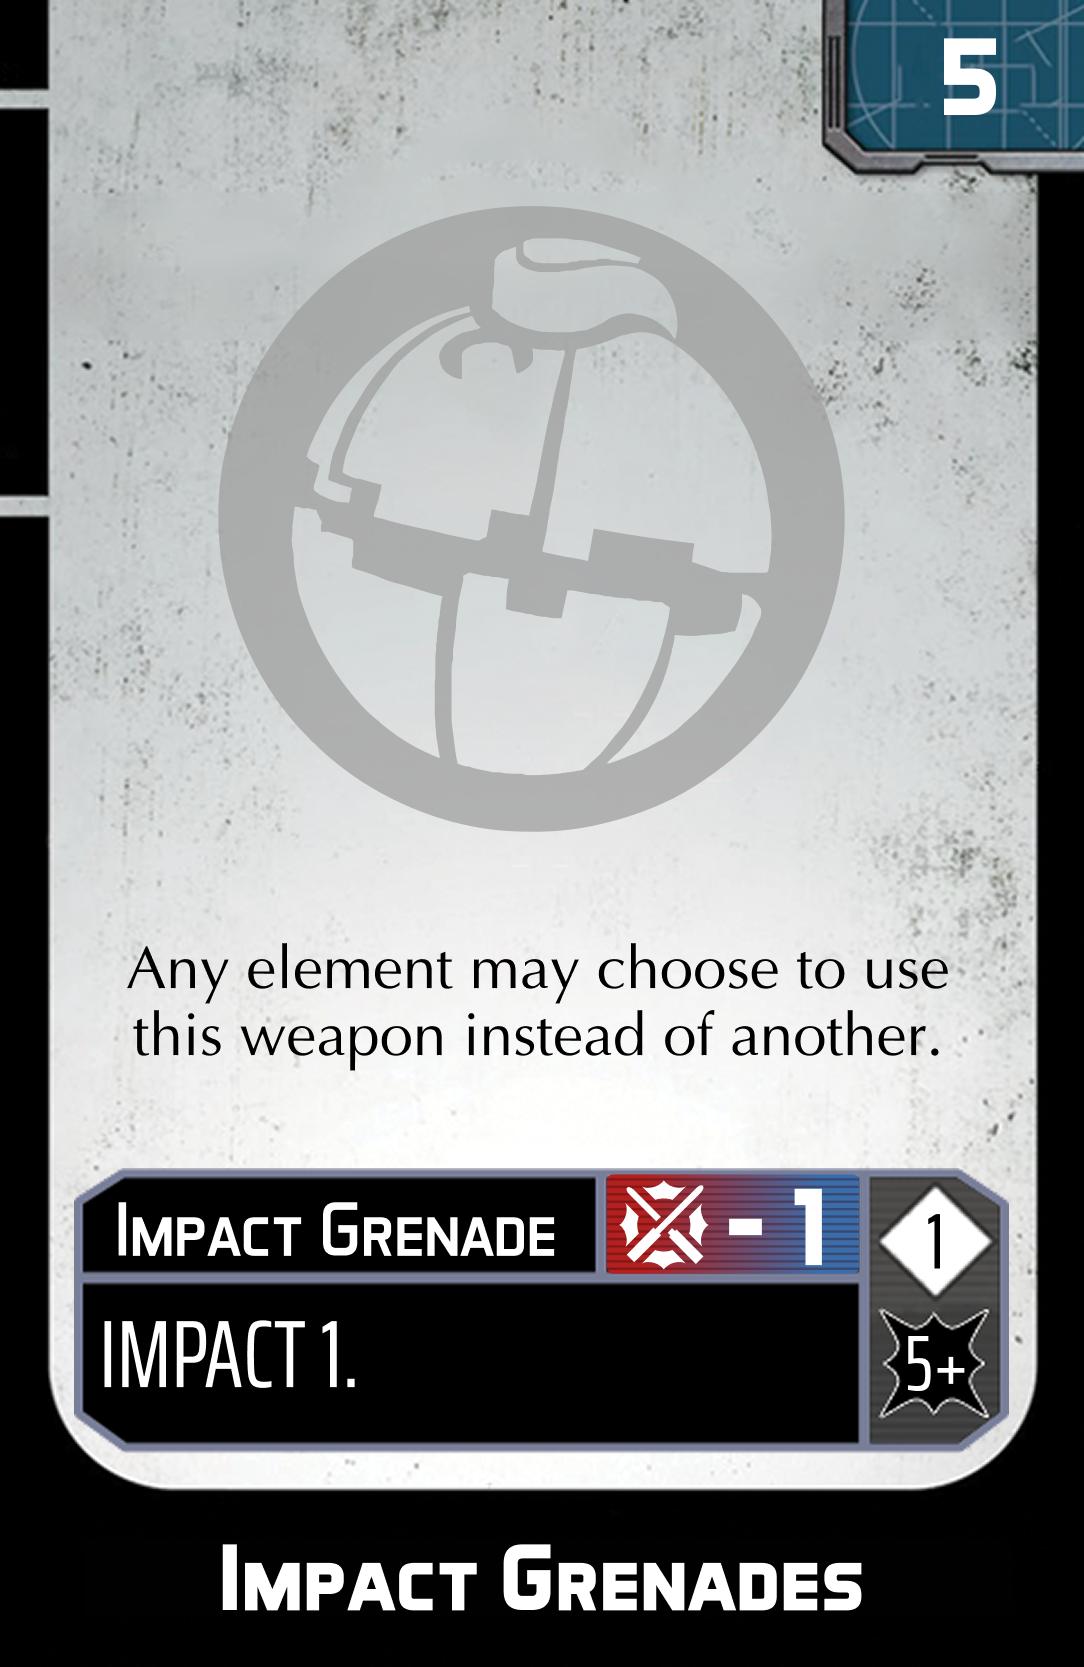 5
Any element may choose to use
this weapon instead of another.
IMPACT GRENADE - 1 1
IMPACT 1. 5+
IMPACT GRENADES